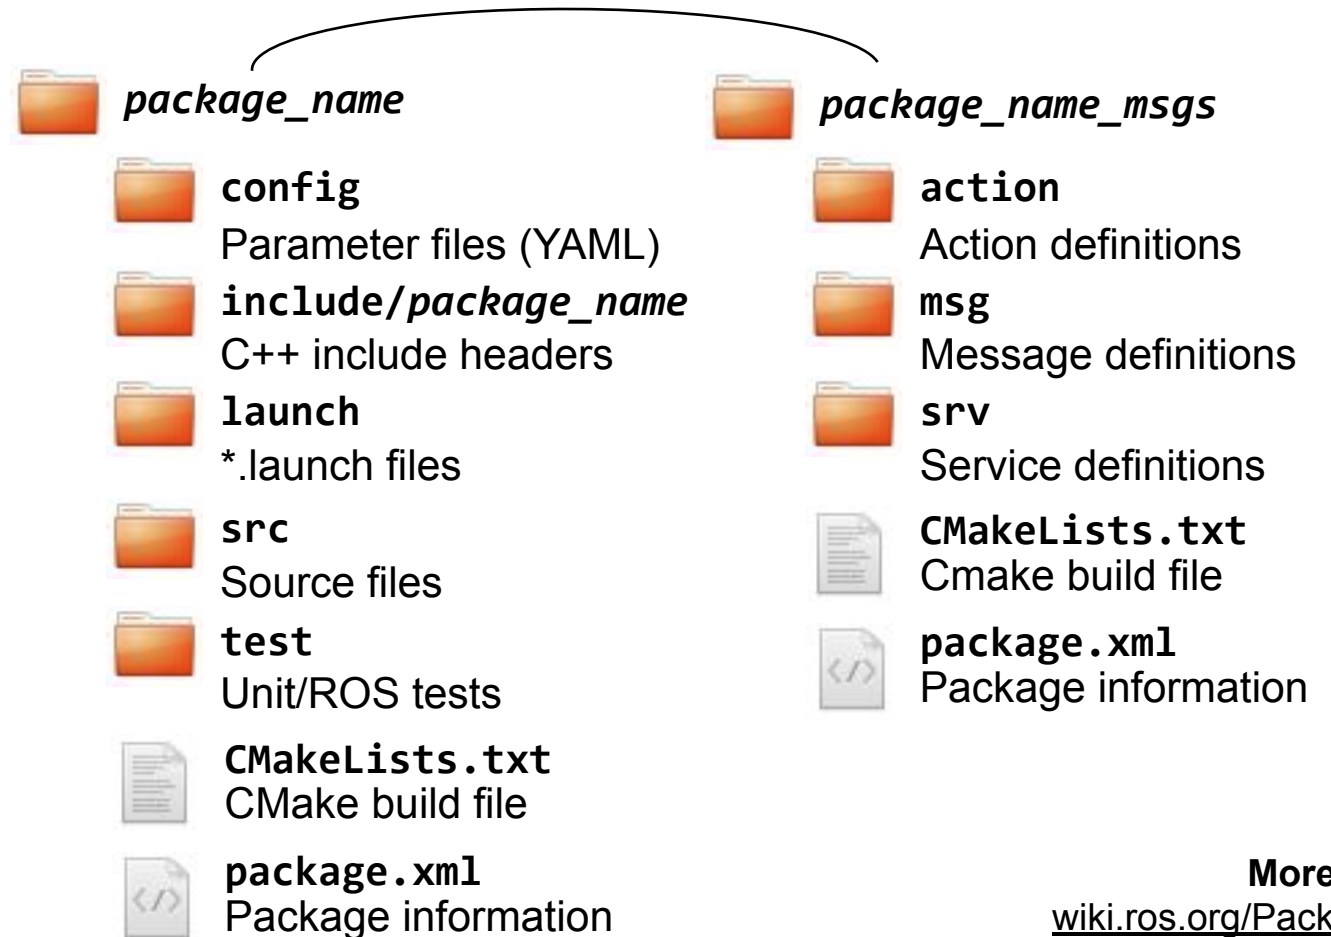 package_name
config
Parameter files (YAML)
include/package_name
C++ include headers
launch
*.launch files
src
Source files
test
Unit/ROS tests
CMakeLists.txt
CMake build file
package.xml
Package information
package_name_msgs
action
Action definitions
msg
Message definitions
srv
Service definitions
CMakeLists.txt
Cmake build file
package.xml
Package information
More
wiki.ros.org/Pack